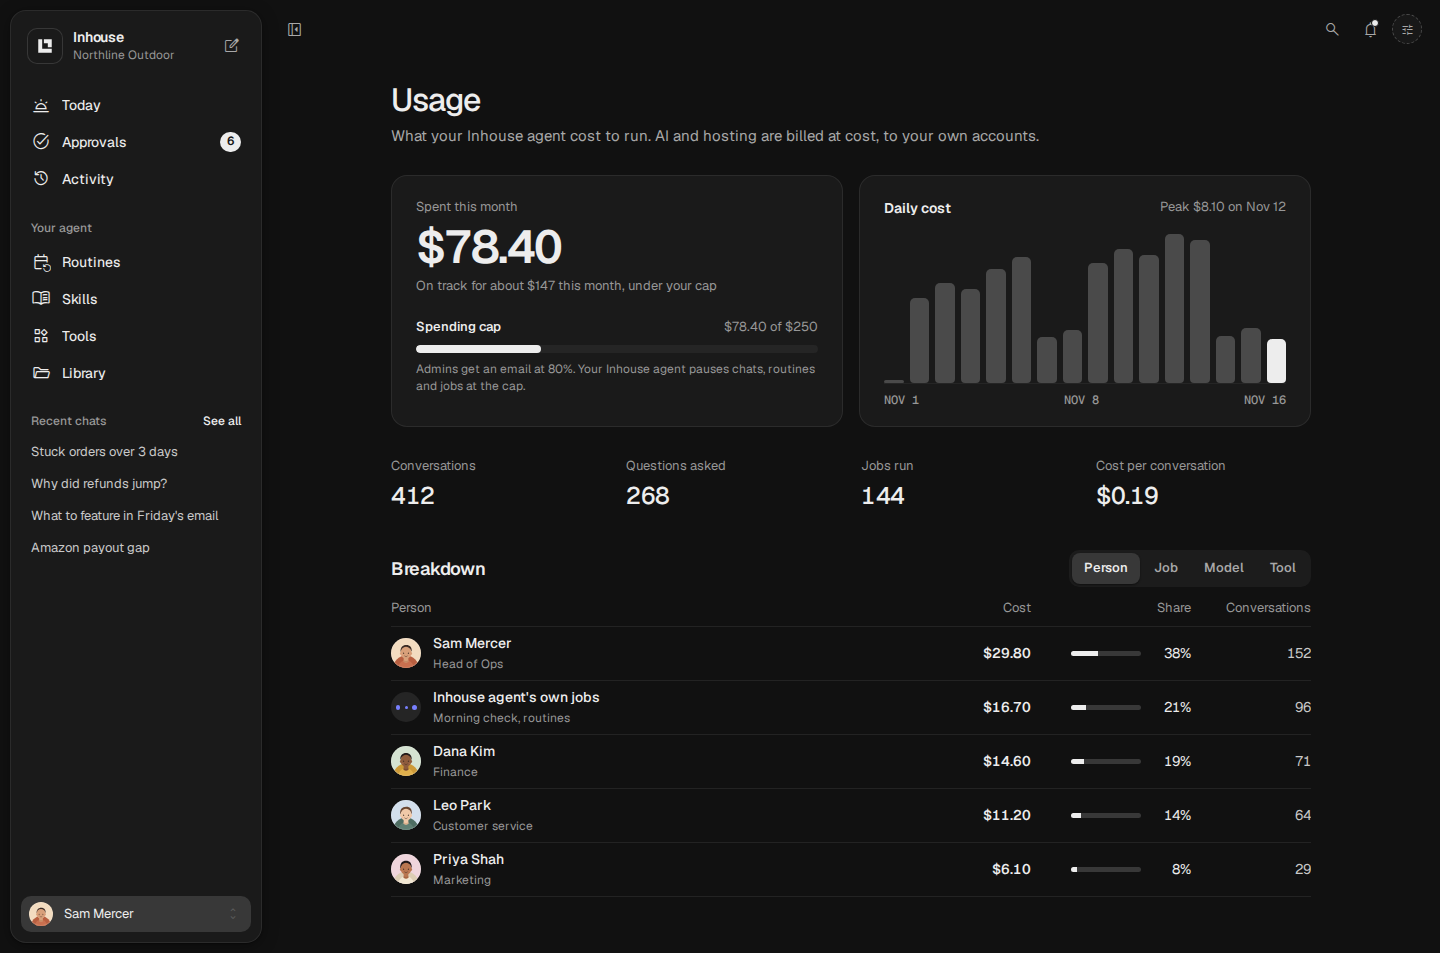 Inhouse
Northline Outdoor
Today
Approvals 6
Activity
Your agent
Routines
Skills
Tools
Library
Recent chats See all
Stuck orders over 3 days
Why did refunds jump?
What to feature in Friday's email
Amazon payout gap
Sam Mercer
Usage
What your Inhouse agent cost to run. AI and hosting are billed at cost, to your own accounts.
Spent this month
$78.40
On track for about $147 this month, under your cap
Spending cap $78.40 of $250
Admins get an email at 80%. Your Inhouse agent pauses chats, routines
and jobs at the cap.
Daily cost Peak $8.10 on Nov 12
NOV 1 NOV 8 NOV 16
Conversations Questions asked Jobs run Cost per conversation
412 268 144 $0.19
Breakdown Person Job Model Tool
Person Cost Share Conversations
Sam Mercer
Head of Ops
$29.80 38% 152
Inhouse agent's own jobs
Morning check, routines
$16.70 21% 96
Dana Kim
Finance
$14.60 19% 71
Leo Park
Customer service
$11.20 14% 64
Priya Shah
Marketing
$6.10 8% 29